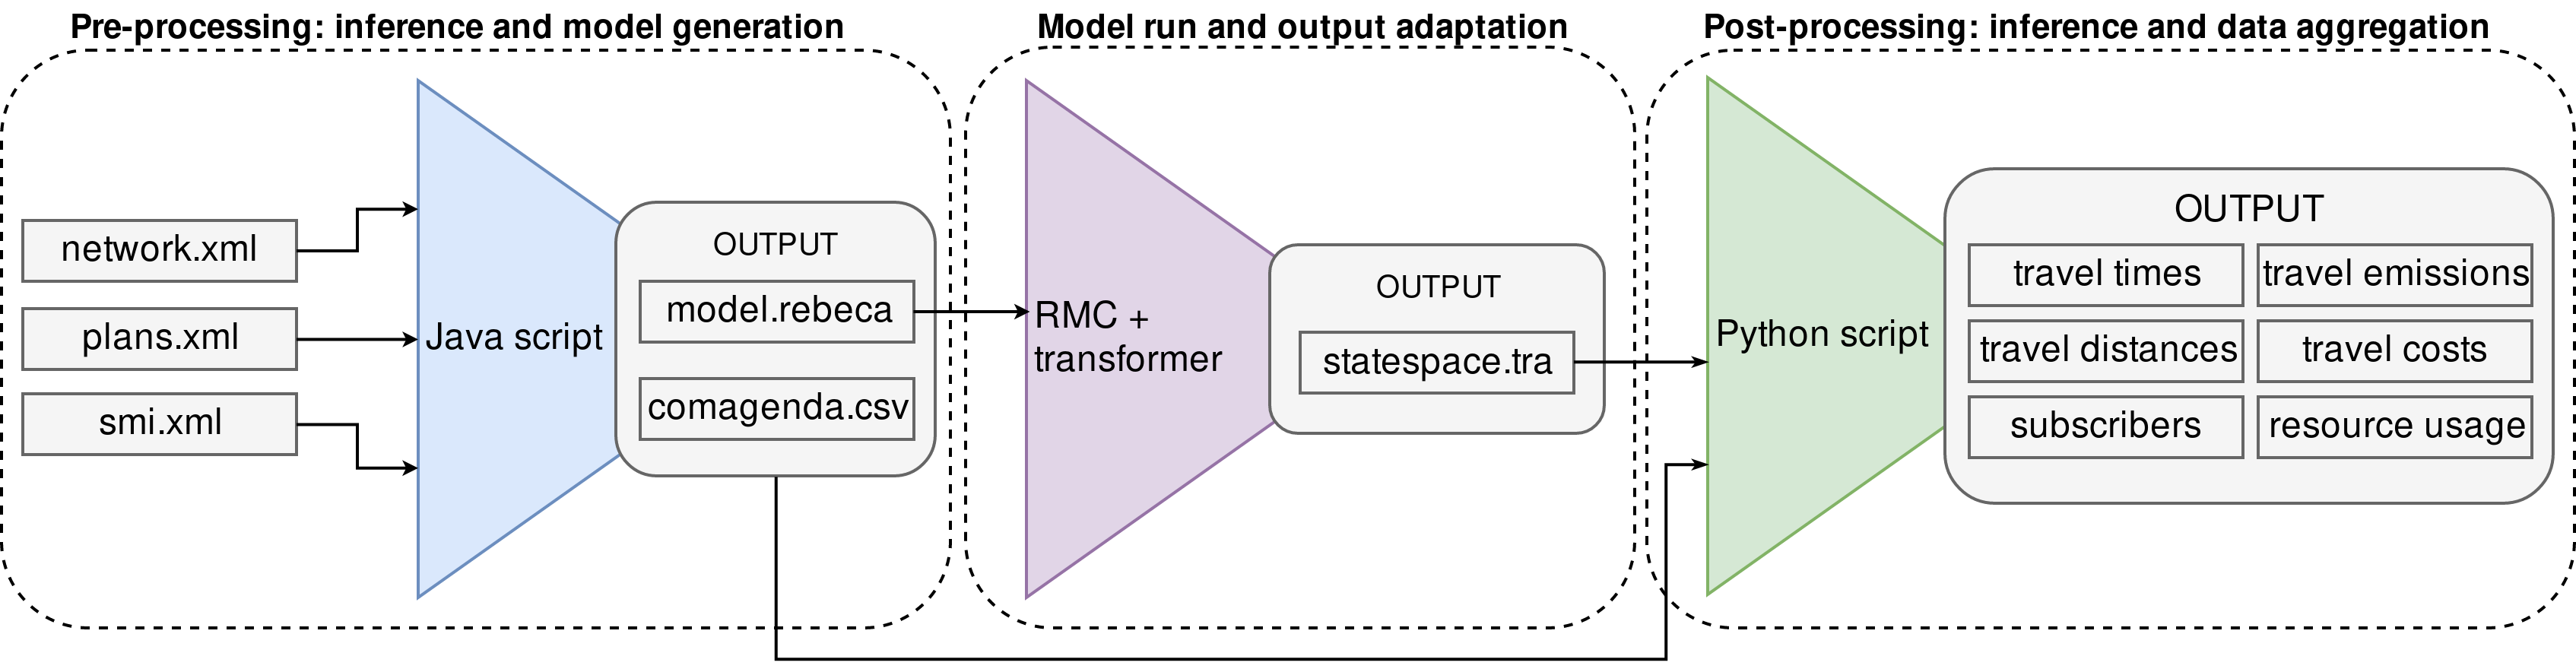 Pre-processing: inference and model generation
network.xml
plans.xml
smi.xml
Java script
OUTPUT
model.rebeca
comagenda.csv
Model run and output adaptation
RMC +
transformer
OUTPUT
statespace.tra
Post-processing: inference and data aggregation
Python script
OUTPUT
travel times
travel emissions
travel distances
travel costs
subscribers
resource usage